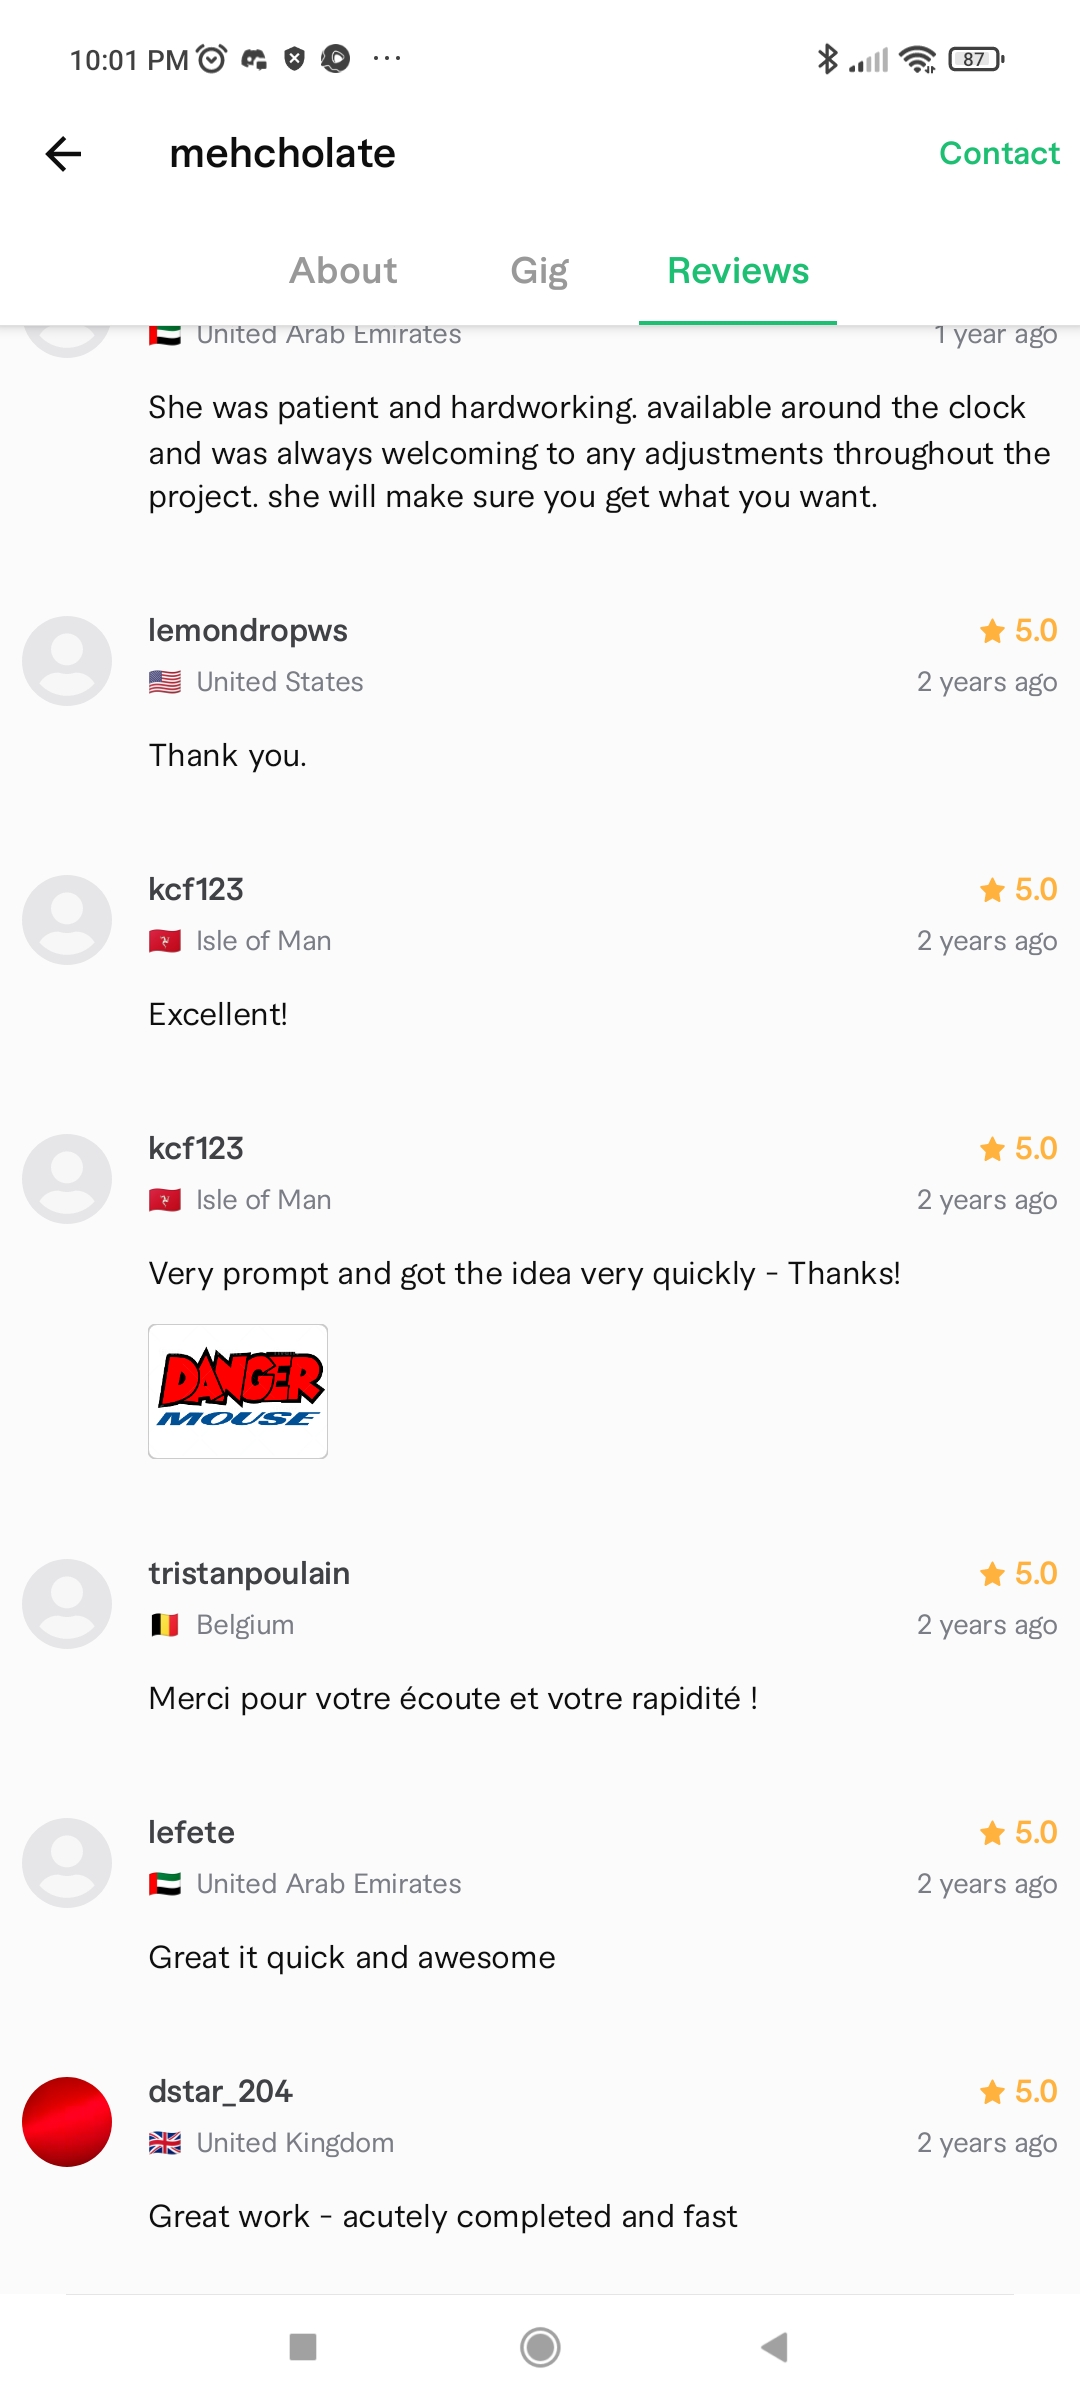 10:01 PM
87
mehcholate
Contact
About
Gig
Reviews
United Arab Emirates
1 year ago
She was patient and hardworking. available around the clock
and was always welcoming to any adjustments throughout the
project. she will make sure you get what you want.
lemondropws
5.0
United States
2 years ago
Thank you.
kcf123
5.0
Isle of Man
2 years ago
Excellent!
kcf123
5.0
Isle of Man
2 years ago
Very prompt and got the idea very quickly - Thanks!
DANGER
MOUSE
tristanpoulain
5.0
Belgium
2 years ago
Merci pour votre écoute et votre rapidité !
lefete
5.0
United Arab Emirates
2 years ago
Great it quick and awesome
dstar_204
5.0
United Kingdom
2 years ago
Great work - acutely completed and fast